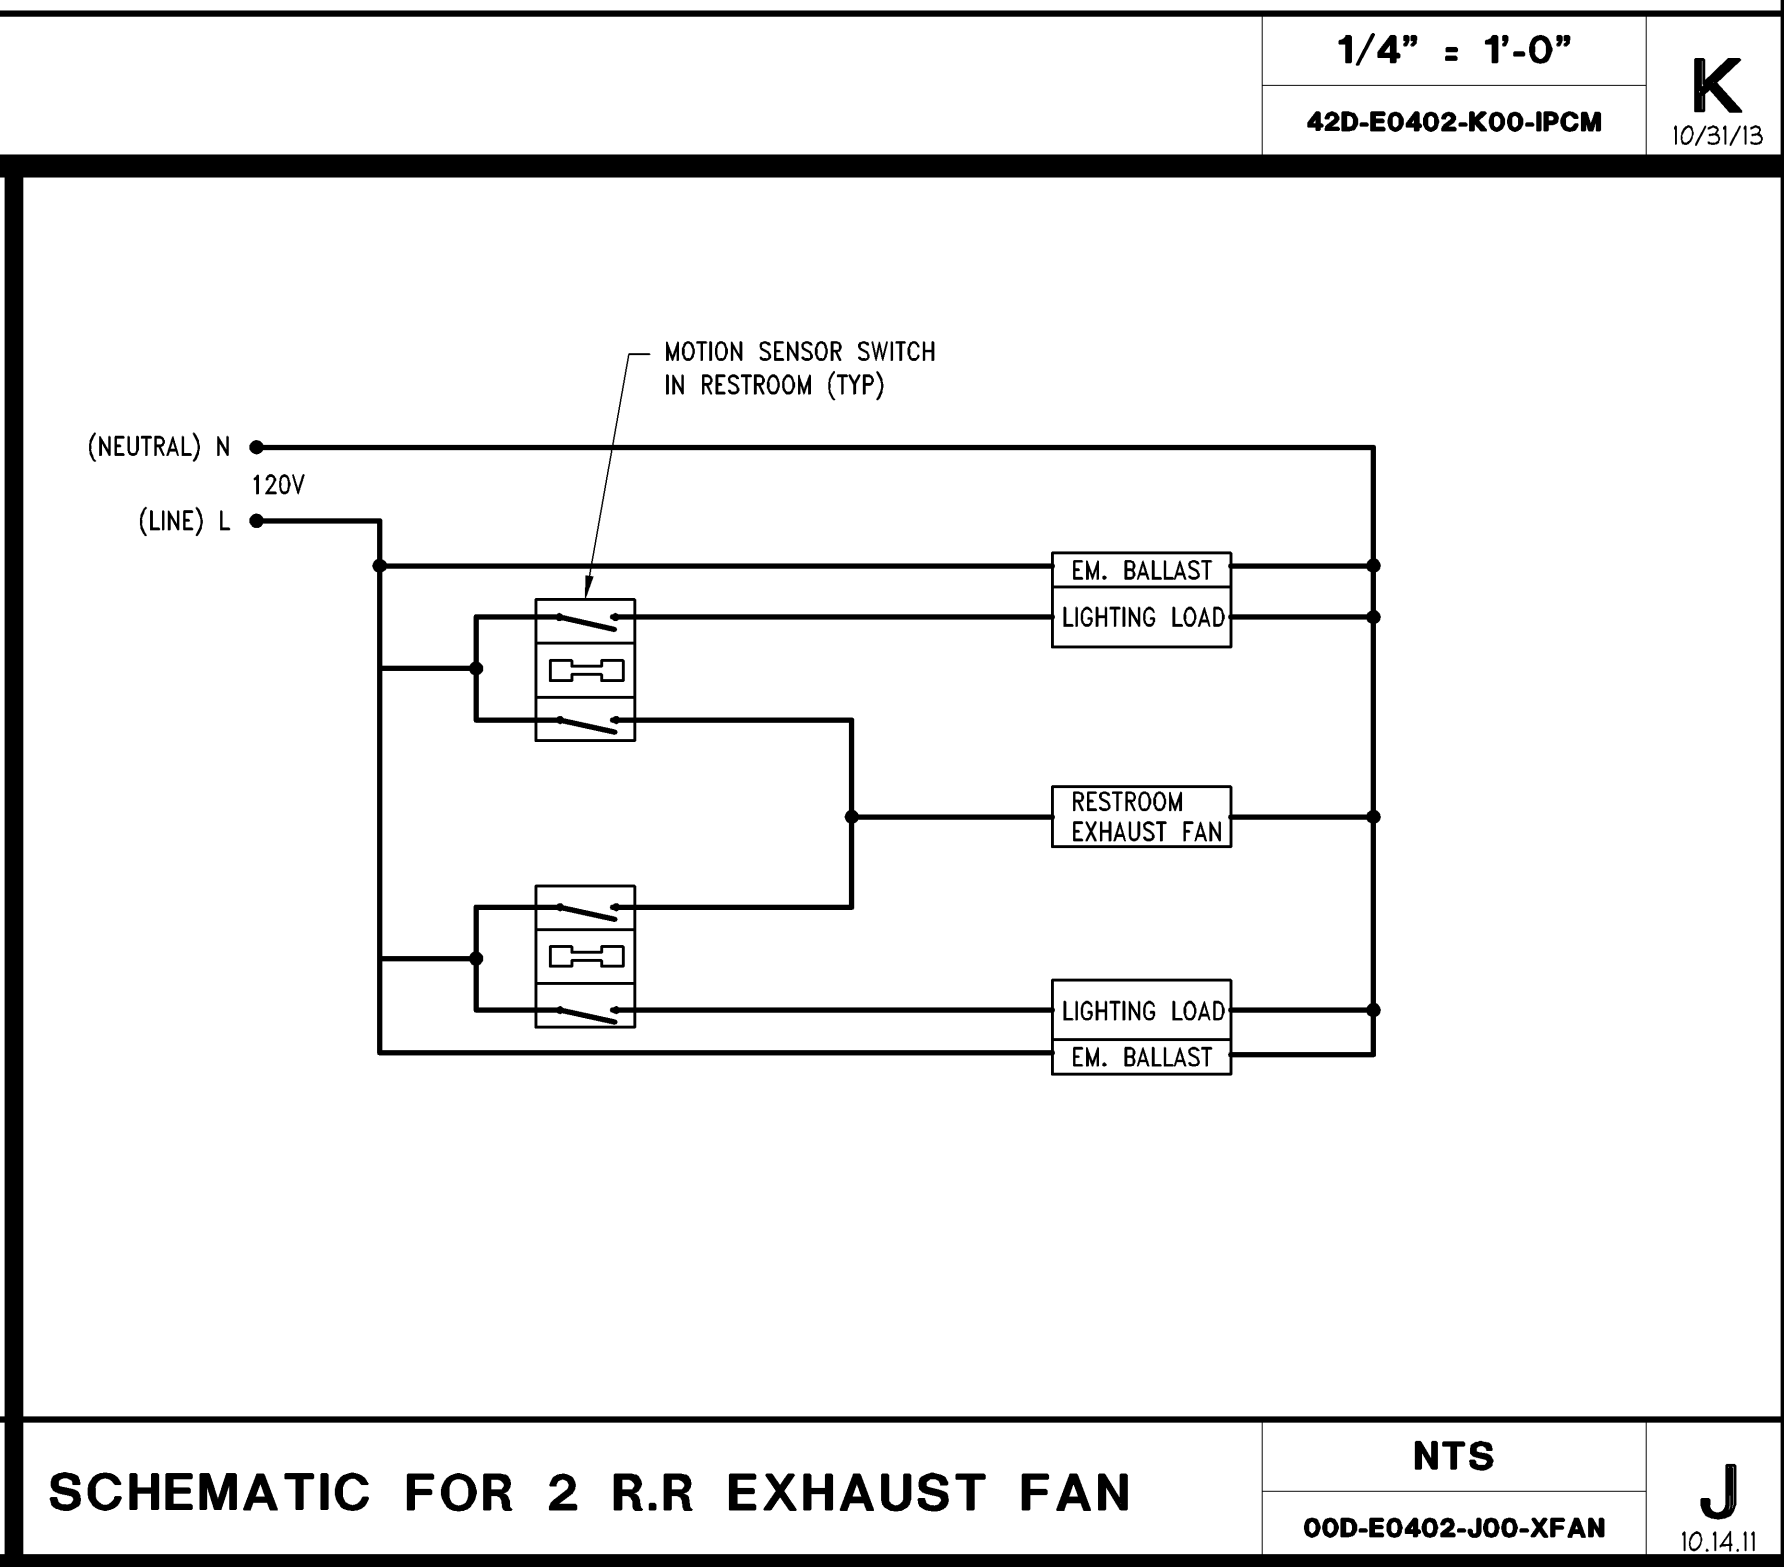 1/4” = 1’-0”
42D-E0402-K00-IPCM
K
10/31/13
MOTION SENSOR SWITCH
IN RESTROOM (TYP)
(NEUTRAL) N
120V
(LINE) L
EM. BALLAST
LIGHTING LOAD
RESTROOM
EXHAUST FAN
LIGHTING LOAD
EM. BALLAST
SCHEMATIC FOR 2 R.R EXHAUST FAN
NTS
00D-E0402-J00-XFAN
J
10.14.11